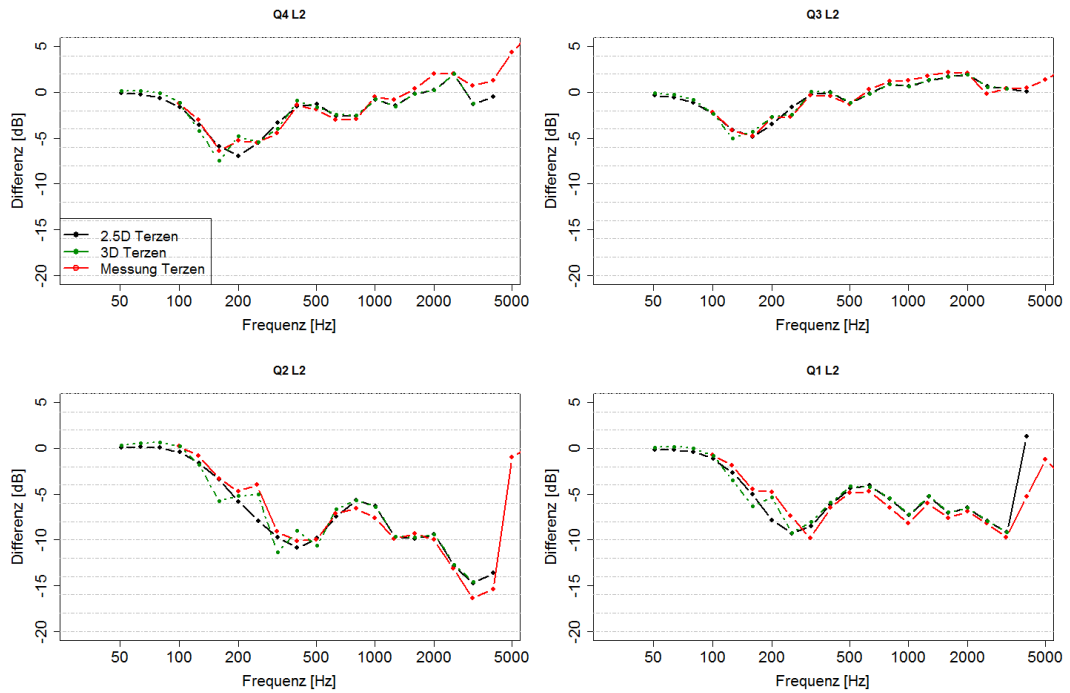 Q4 L2
Differenz [dB]
5
0
-5
-10
-15
-20
2.5D Terzen
3D Terzen
Messung Terzen
50 100 200 500 1000 2000 5000
Frequenz [Hz]
Q3 L2
Differenz [dB]
5
0
-5
-10
-15
-20
50 100 200 500 1000 2000 5000
Frequenz [Hz]
Q2 L2
Differenz [dB]
5
0
-5
-10
-15
-20
50 100 200 500 1000 2000 5000
Frequenz [Hz]
Q1 L2
Differenz [dB]
5
0
-5
-10
-15
-20
50 100 200 500 1000 2000 5000
Frequenz [Hz]